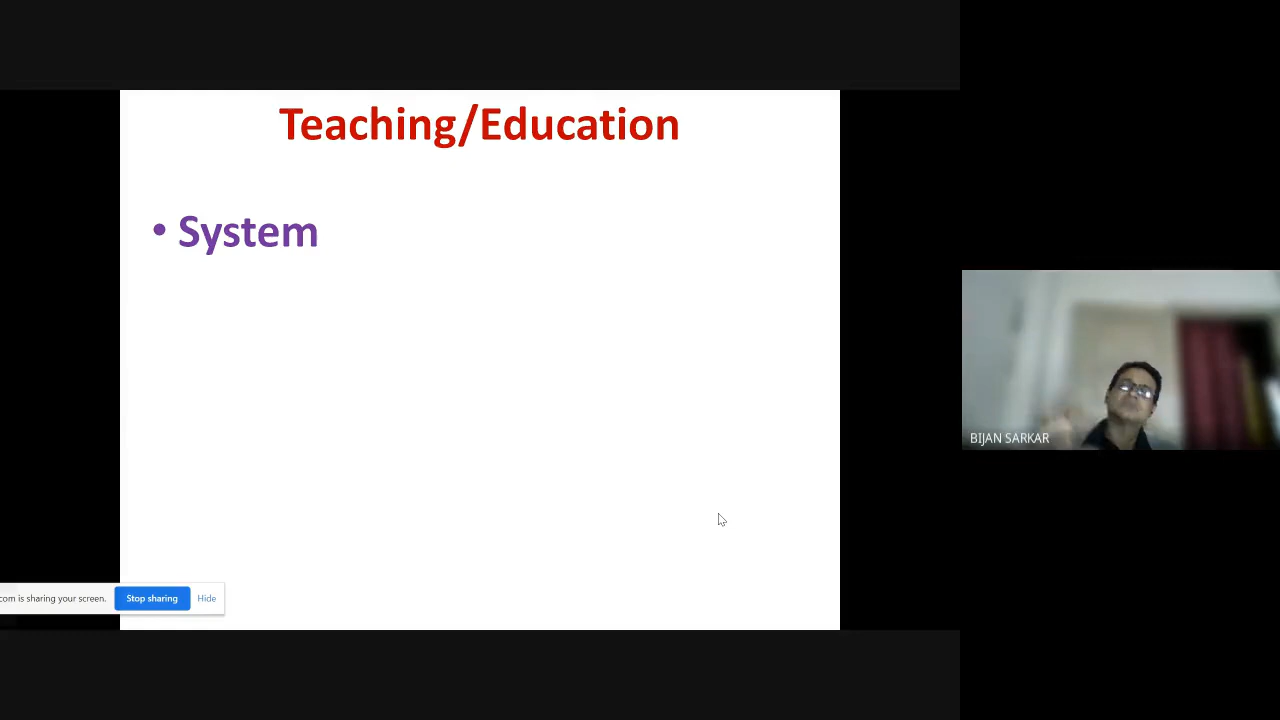 Teaching/Education
• System
BIJAN SARKAR
com is sharing your screen. Stop sharing Hide